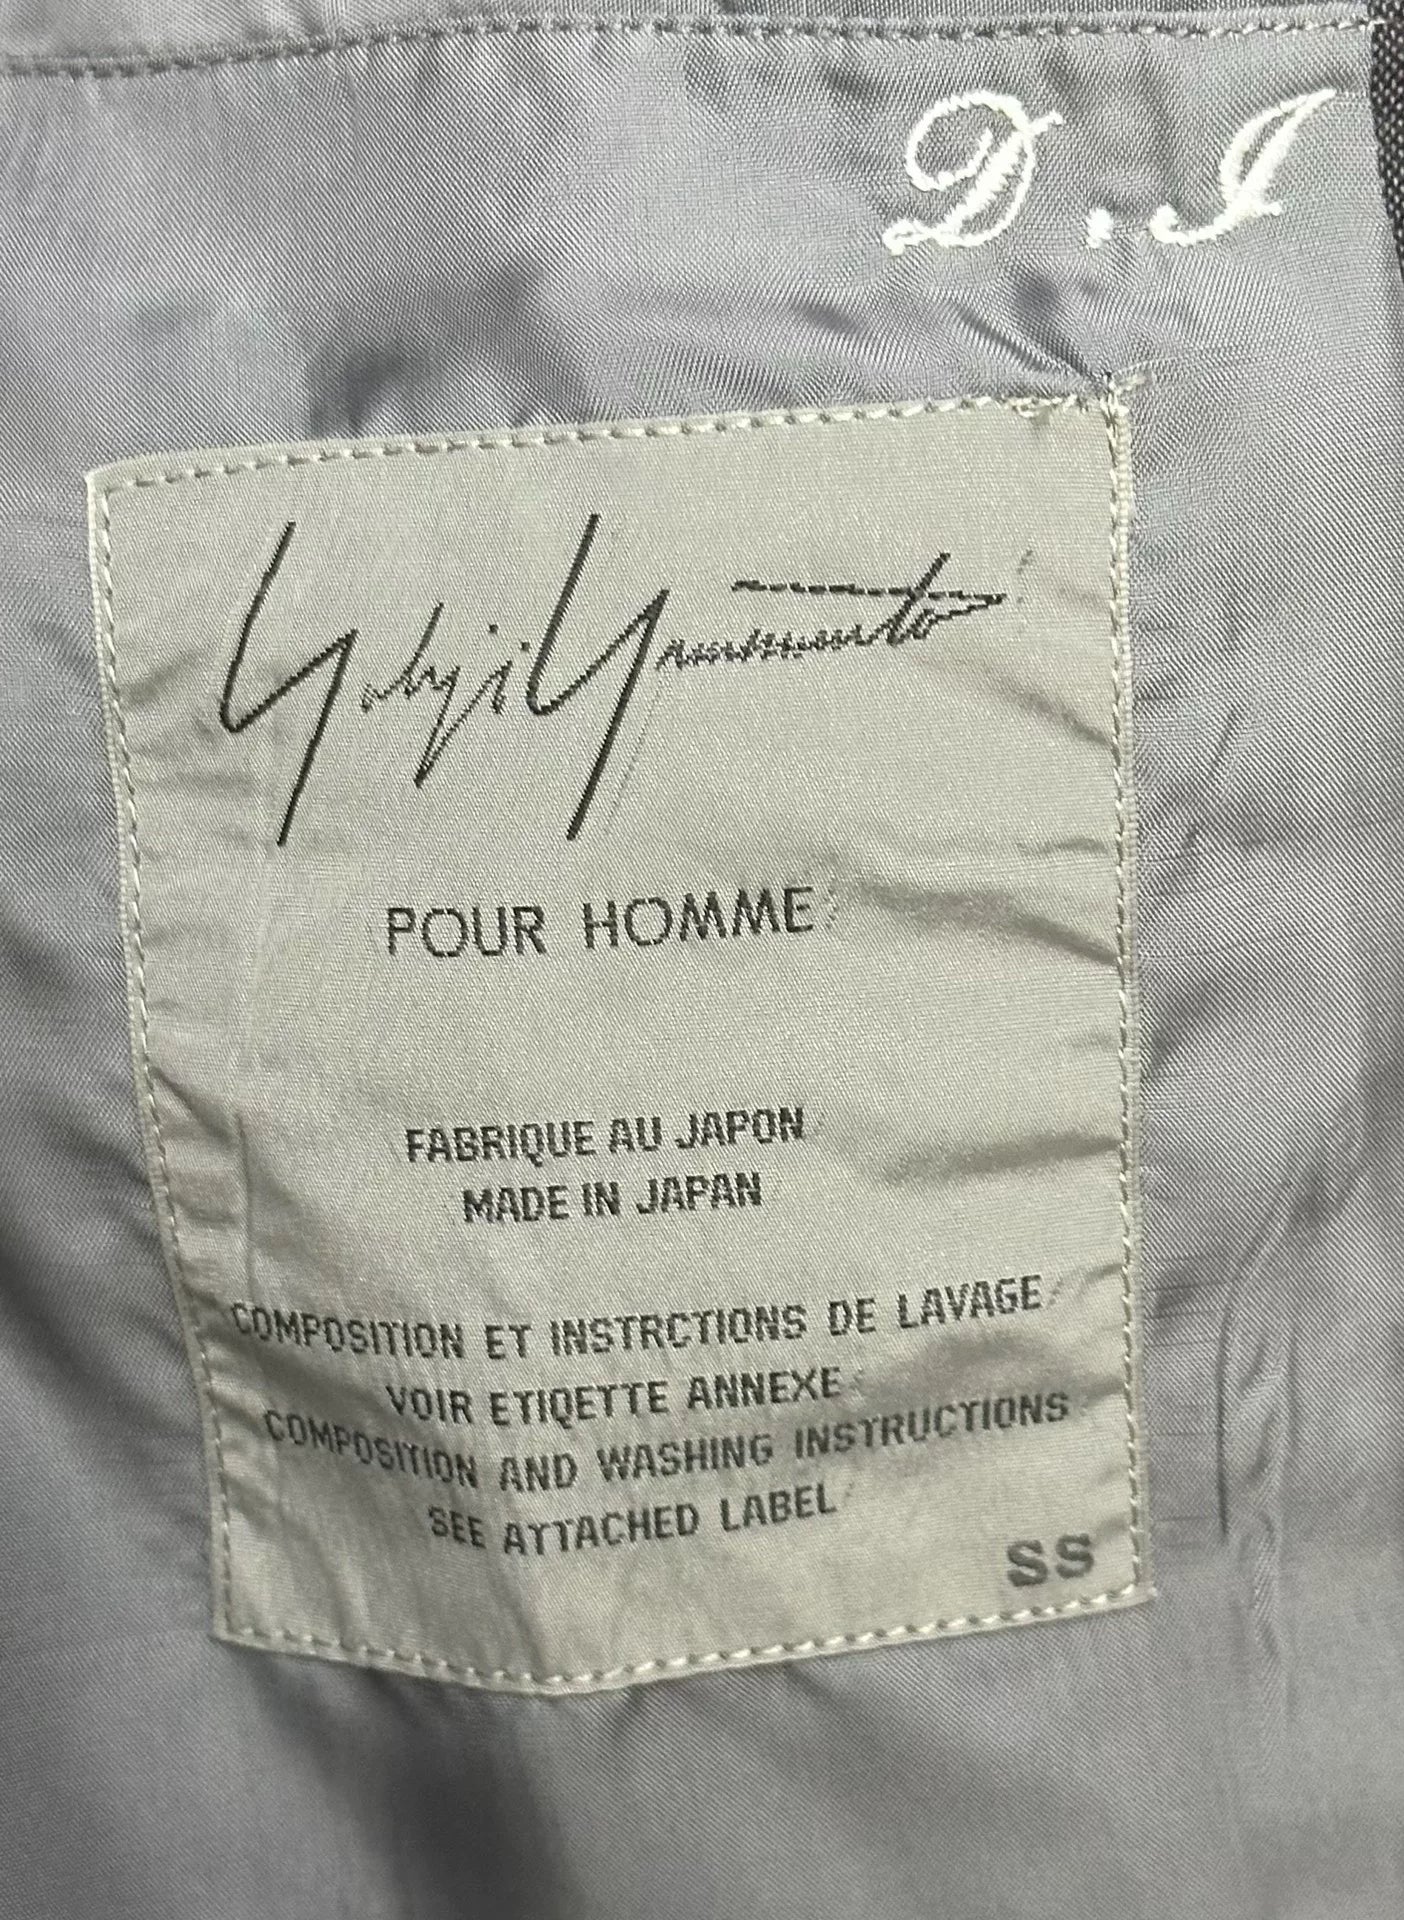 D.I
Yohji Yamamoto
POUR HOMME
FABRIQUE AU JAPON
MADE IN JAPAN
COMPOSITION ET INSTRCTIONS DE LAVAGE
VOIR ETIQETTE ANNEXE
COMPOSITION AND WASHING INSTRUCTIONS
SEE ATTACHED LABEL
SS